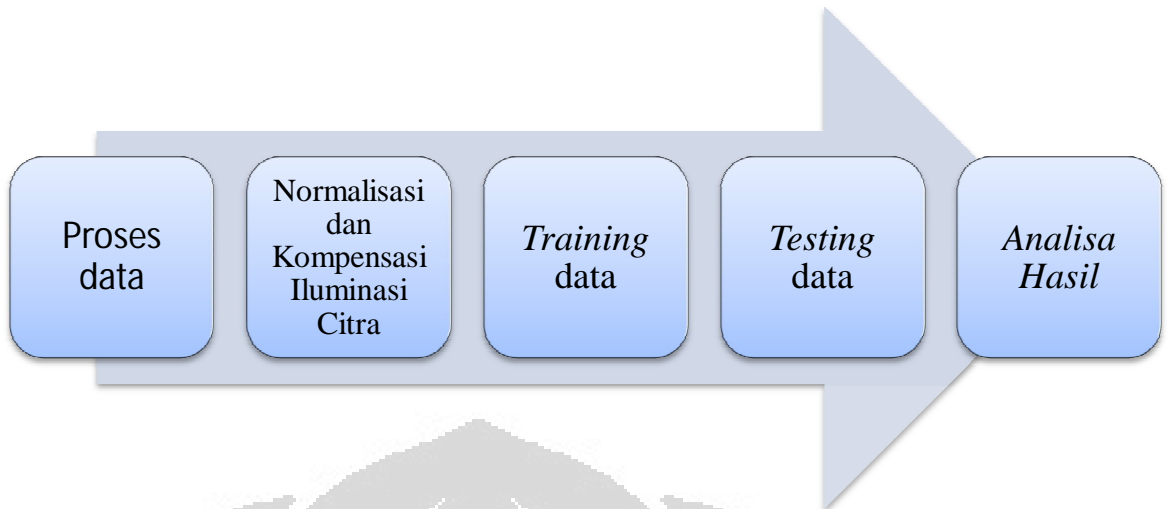 Proses
data
Normalisasi
dan
Kompensasi
Iluminasi
Citra
Training
data
Testing
data
Analisa
Hasil